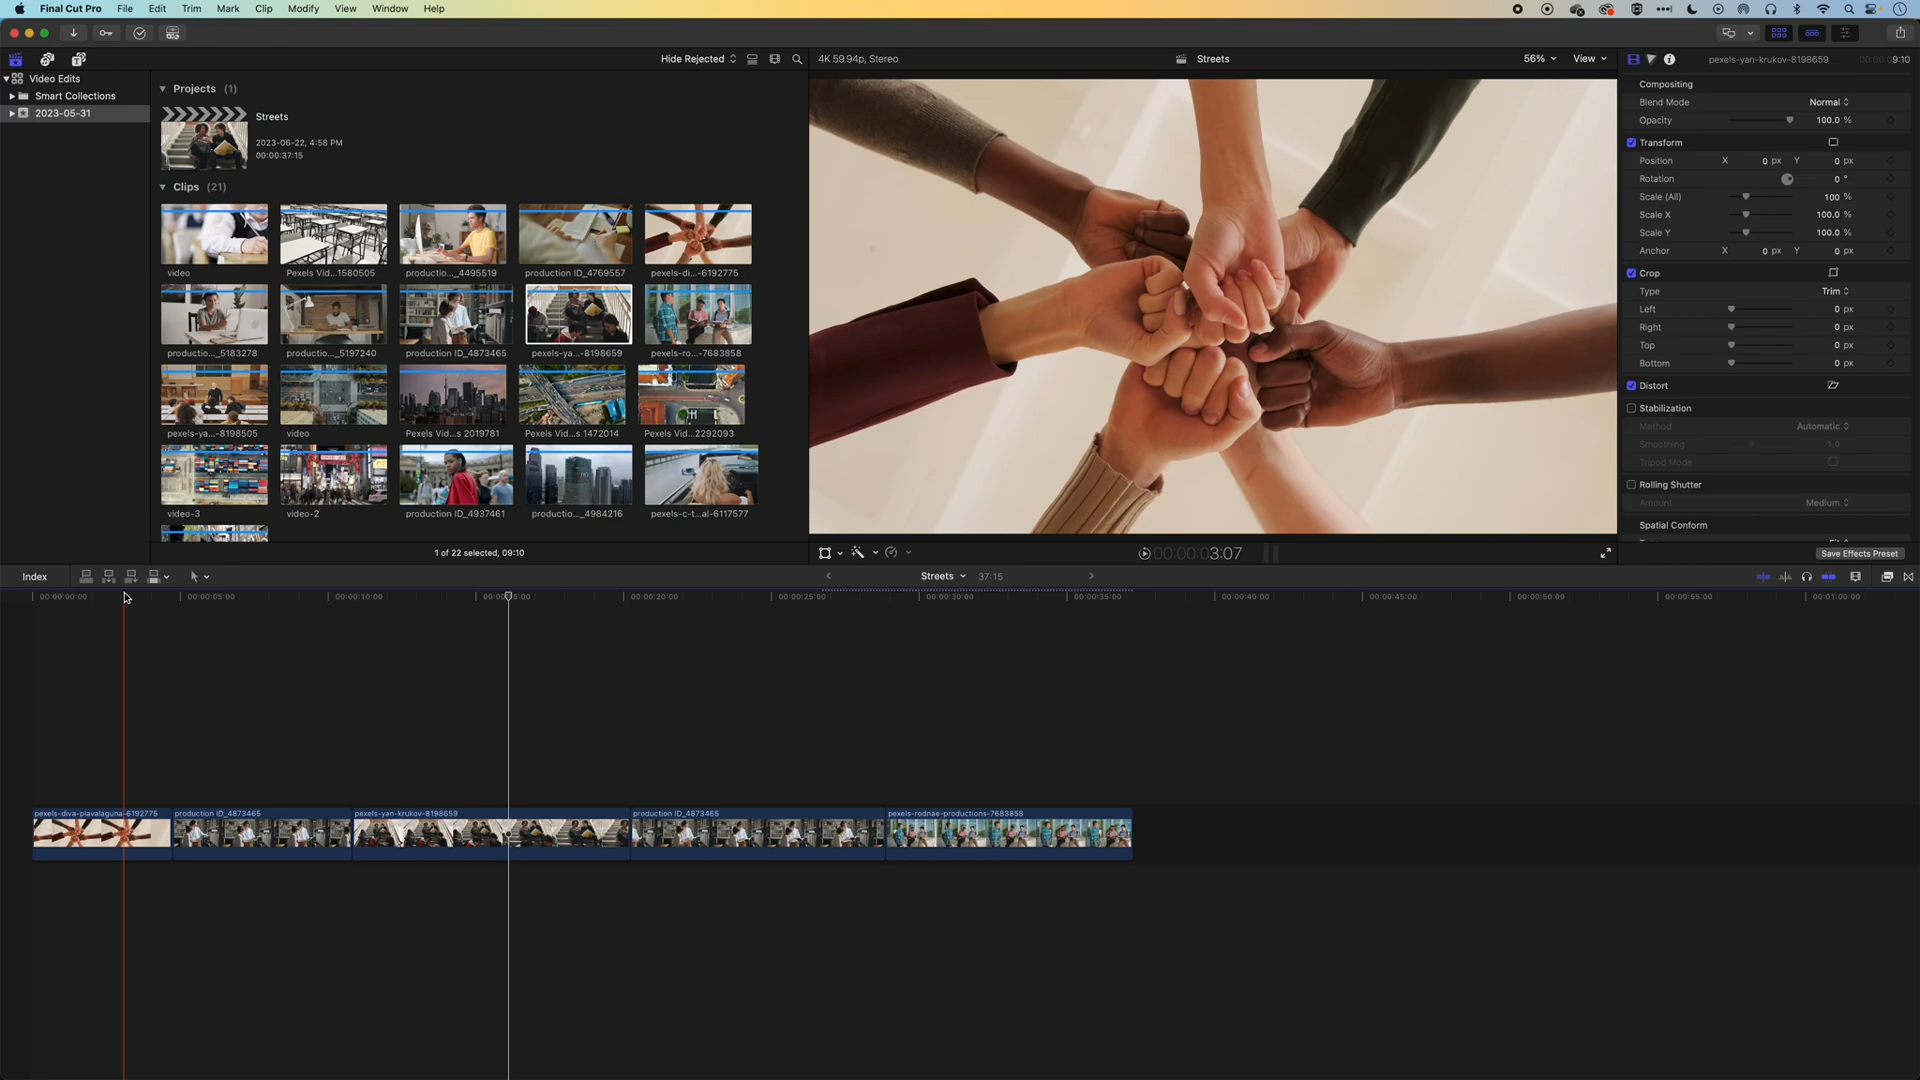 Final Cut Pro File Edit Trim Mark Clip Modify View Window Help
Hide Rejected
4K 59.94p, Stereo
Streets
56%
View
pexels-yan-krukov-8198659
9:10
Video Edits
Smart Collections
2023-05-31
Projects (1)
Streets
2023-06-22, 4:58 PM
00:00:37:15
Clips (21)
video
Pexels Vid...1580505
productio..._4495519
production ID_4769557
pexels-di...-6192775
productio..._5183278
productio..._5197240
production ID_4873465
pexels-ya...-8198659
pexels-ro...-7683858
pexels-ya...-8198505
video
Pexels Vid...s 2019781
Pexels Vid...s 1472014
Pexels Vid...2292093
video-3
video-2
production ID_4937461
productio..._4984216
pexels-c-t...al-6117577
1 of 22 selected, 09:10
Compositing
Blend Mode Normal
Opacity 100.0 %
Transform
Position X 0 px Y 0 px
Rotation 0 °
Scale (All) 100 %
Scale X 100.0 %
Scale Y 100.0 %
Anchor X 0 px Y 0 px
Crop
Type Trim
Left 0 px
Right 0 px
Top 0 px
Bottom 0 px
Distort
Stabilization
Method Automatic
Smoothing 1.0
Tripod Mode
Rolling Shutter
Amount Medium
Spatial Conform
00:00:00:3:07
Save Effects Preset
Index
Streets
37:15
00:00:00:00 00:00:05:00 00:00:10:00 00:00:20:00 00:00:25:00 00:00:30:00 00:00:35:00 00:00:40:00 00:00:45:00 00:00:50:00 00:00:55:00 00:01:00:00
pexels-diva-plavalaguna-6192775
production ID_4873465
pexels-yan-krukov-8198659
production ID_4873465
pexels-rodnae-productions-7683858